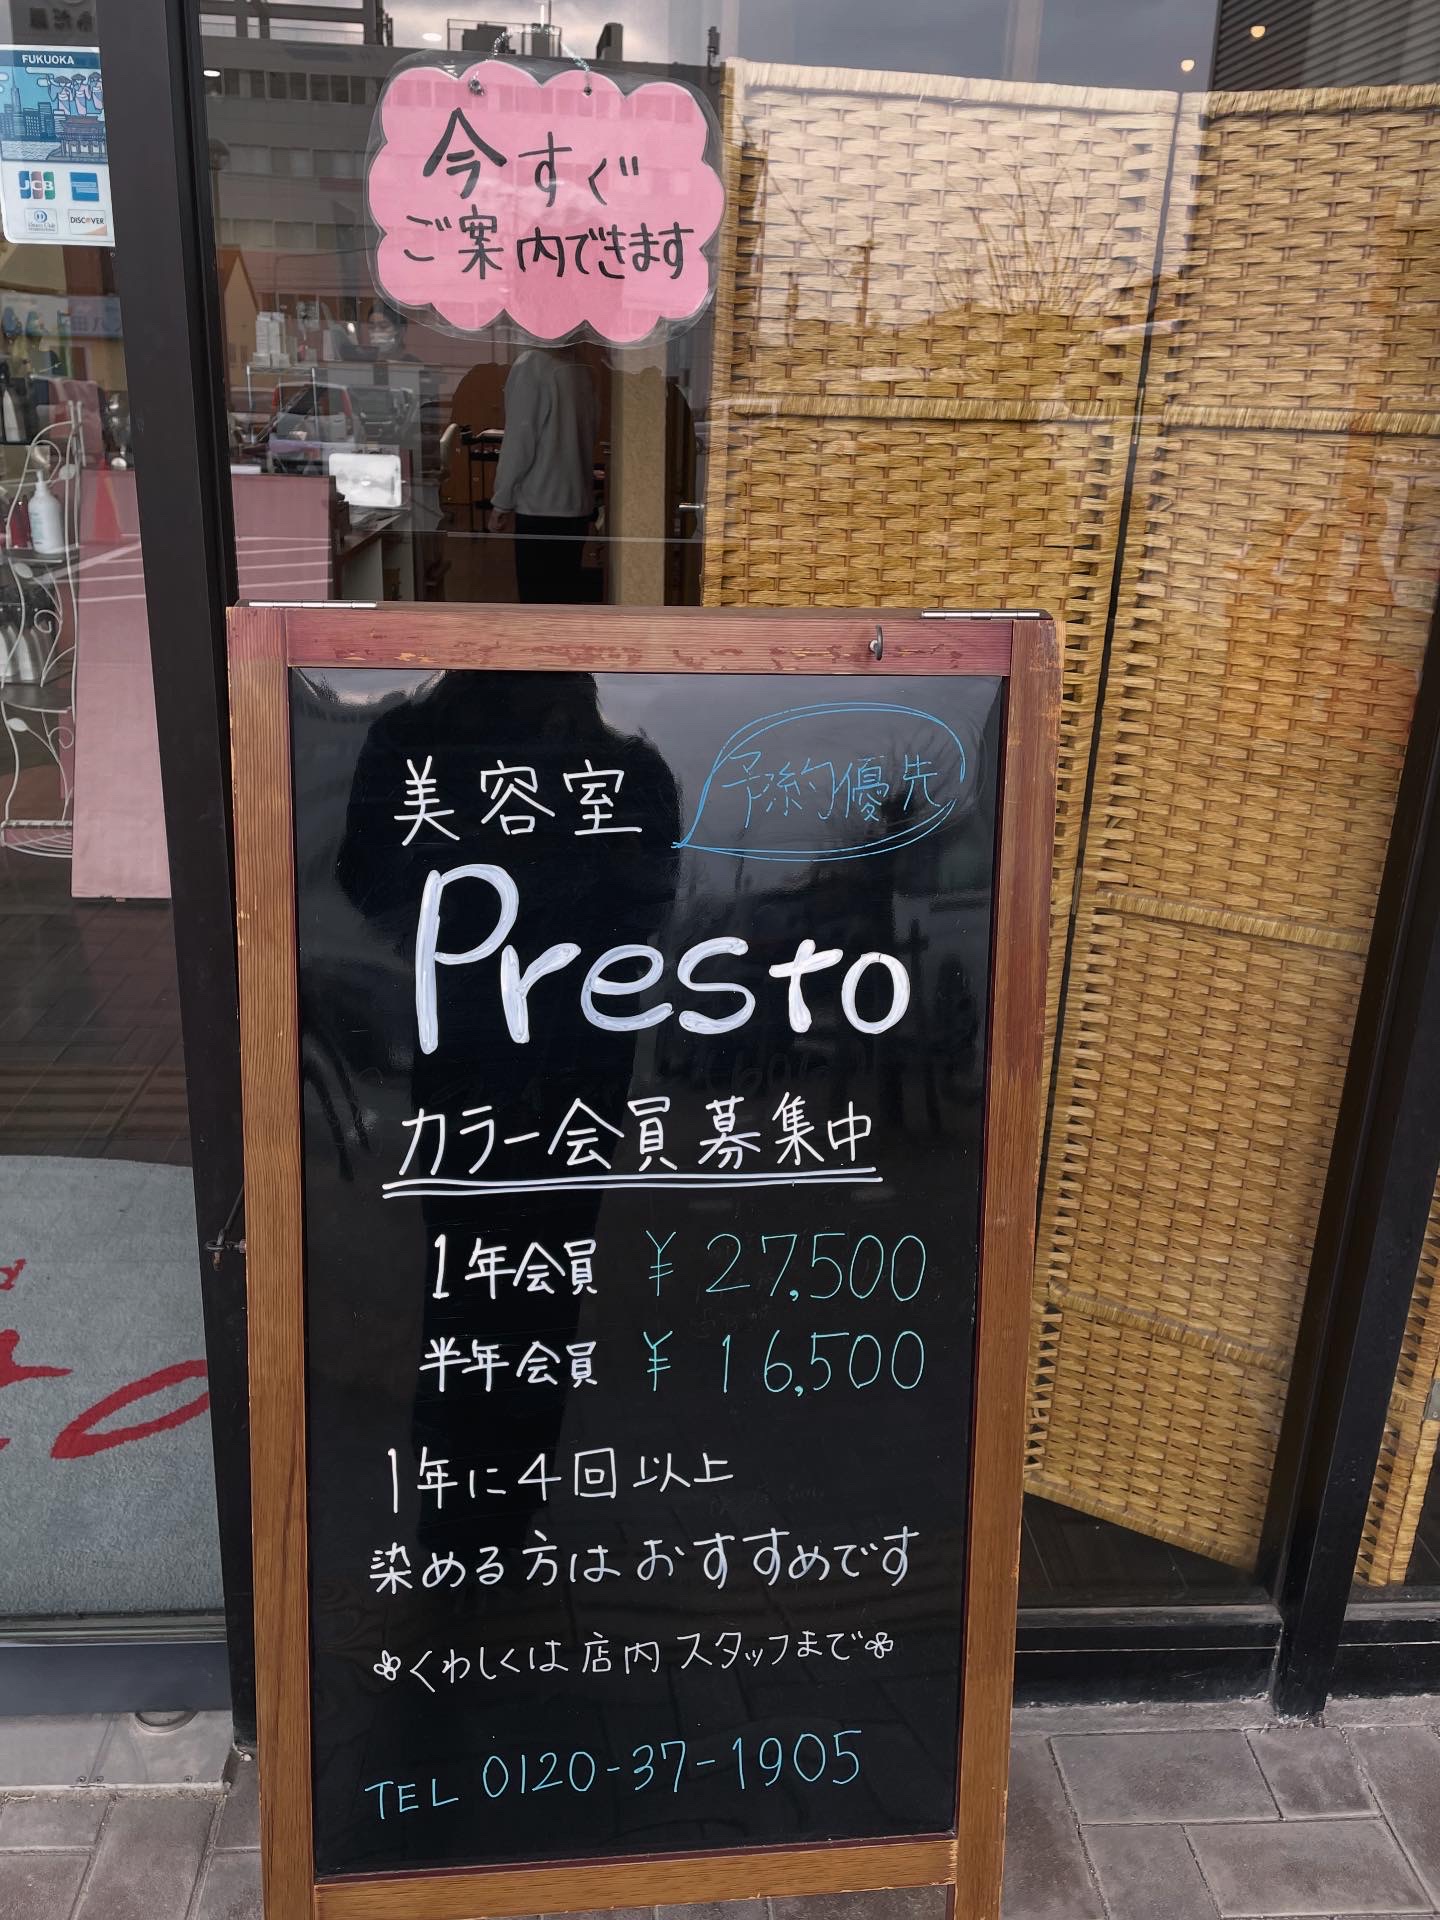 FUKUOKA
JCB
DISCOVER
今すぐ
ご案内できます
美容室
予約優先
Presto
カラー会員募集中
1年会員 ¥27,500
半年会員 ¥16,500
1年に4回以上
染める方はおすすめです
くわしくは店内スタッフまで
TEL 0120-37-1905